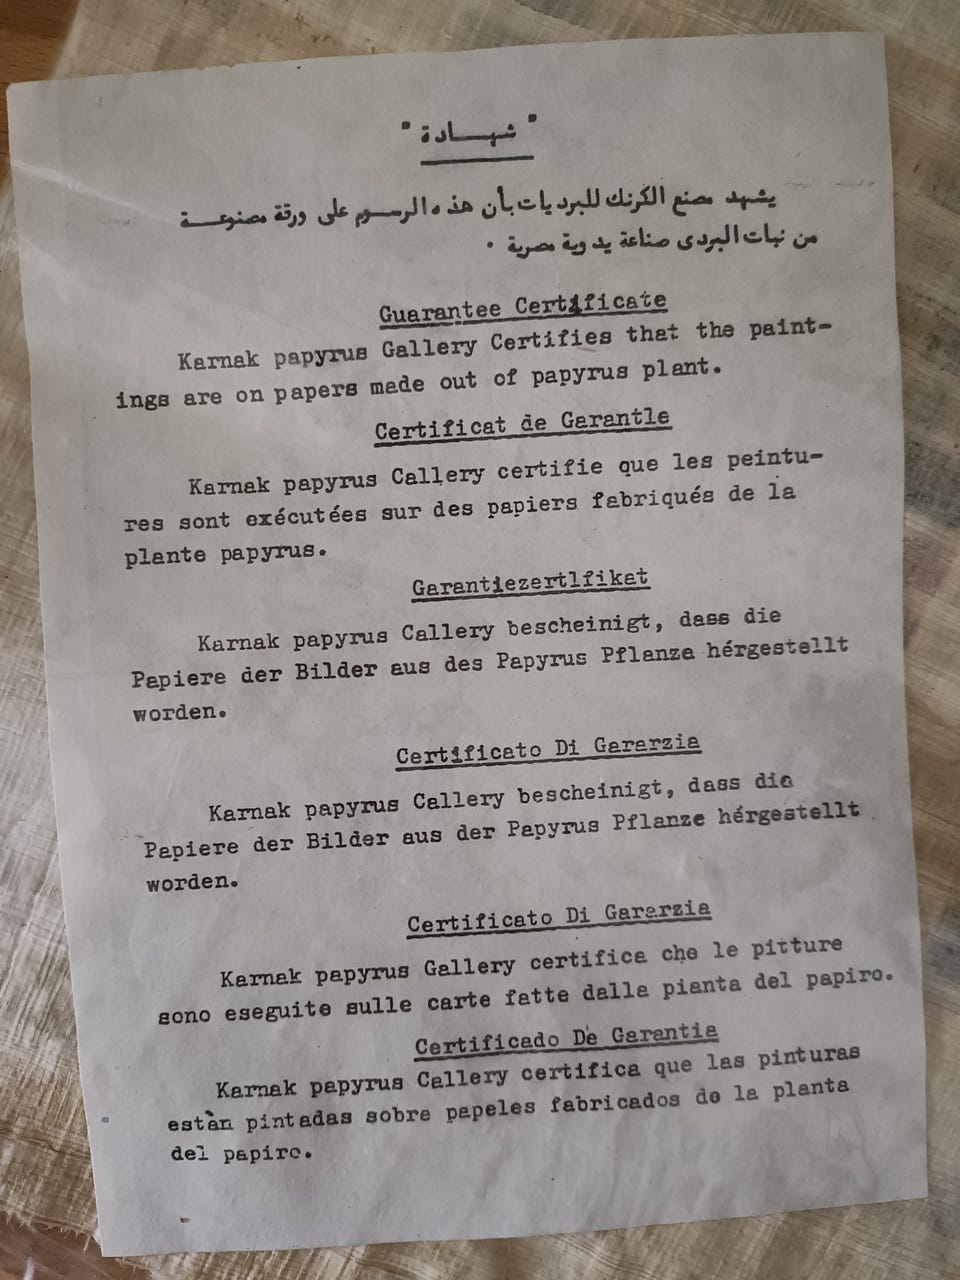 " شهادة "
يشهد مصنع الكرنك للبرديات بأن هذه الرسوم على ورقة مصنوعة
من نبات البردى صناعة يدوية مصرية .
Guarantee Certificate
Karnak papyrus Gallery Certifies that the paint-
ings are on papers made out of papyrus plant.
Certificat de Garantle
Karnak papyrus Callery certifie que les peintu-
res sont exécutées sur des papiers fabriqués de la
plante papyrus.
Garantiezertlfikat
Karnak papyrus Callery bescheinigt, dass die
Papiere der Bilder aus des Papyrus Pflanze hérgestellt
worden.
Certificato Di Gararzia
Karnak papyrus Callery bescheinigt, dass die
Papiere der Bilder aus der Papyrus Pflanze hérgestellt
worden.
Certificato Di Gararzia
Karnak papyrus Gallery certifica che le pitture
sono eseguite sulle carte fatte dalla pianta del papiro.
Certificado De Garantia
Karnak papyrus Callery certifica que las pinturas
estàn pintadas sobre papeles fabricados de la planta
del papiro.